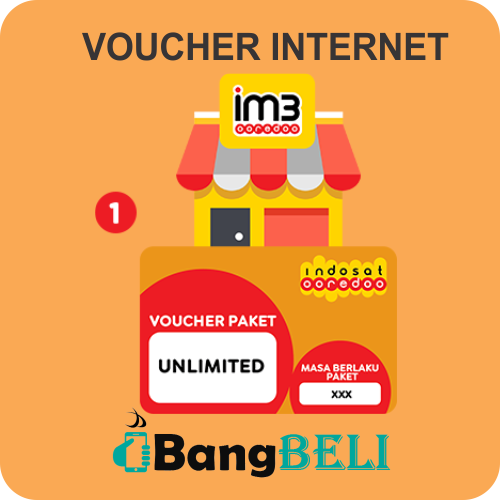 VOUCHER INTERNET
im3
ooredoo
1
indosat
ooredoo
VOUCHER PAKET
UNLIMITED
MASA BERLAKU
PAKET
XXX
BangBELI